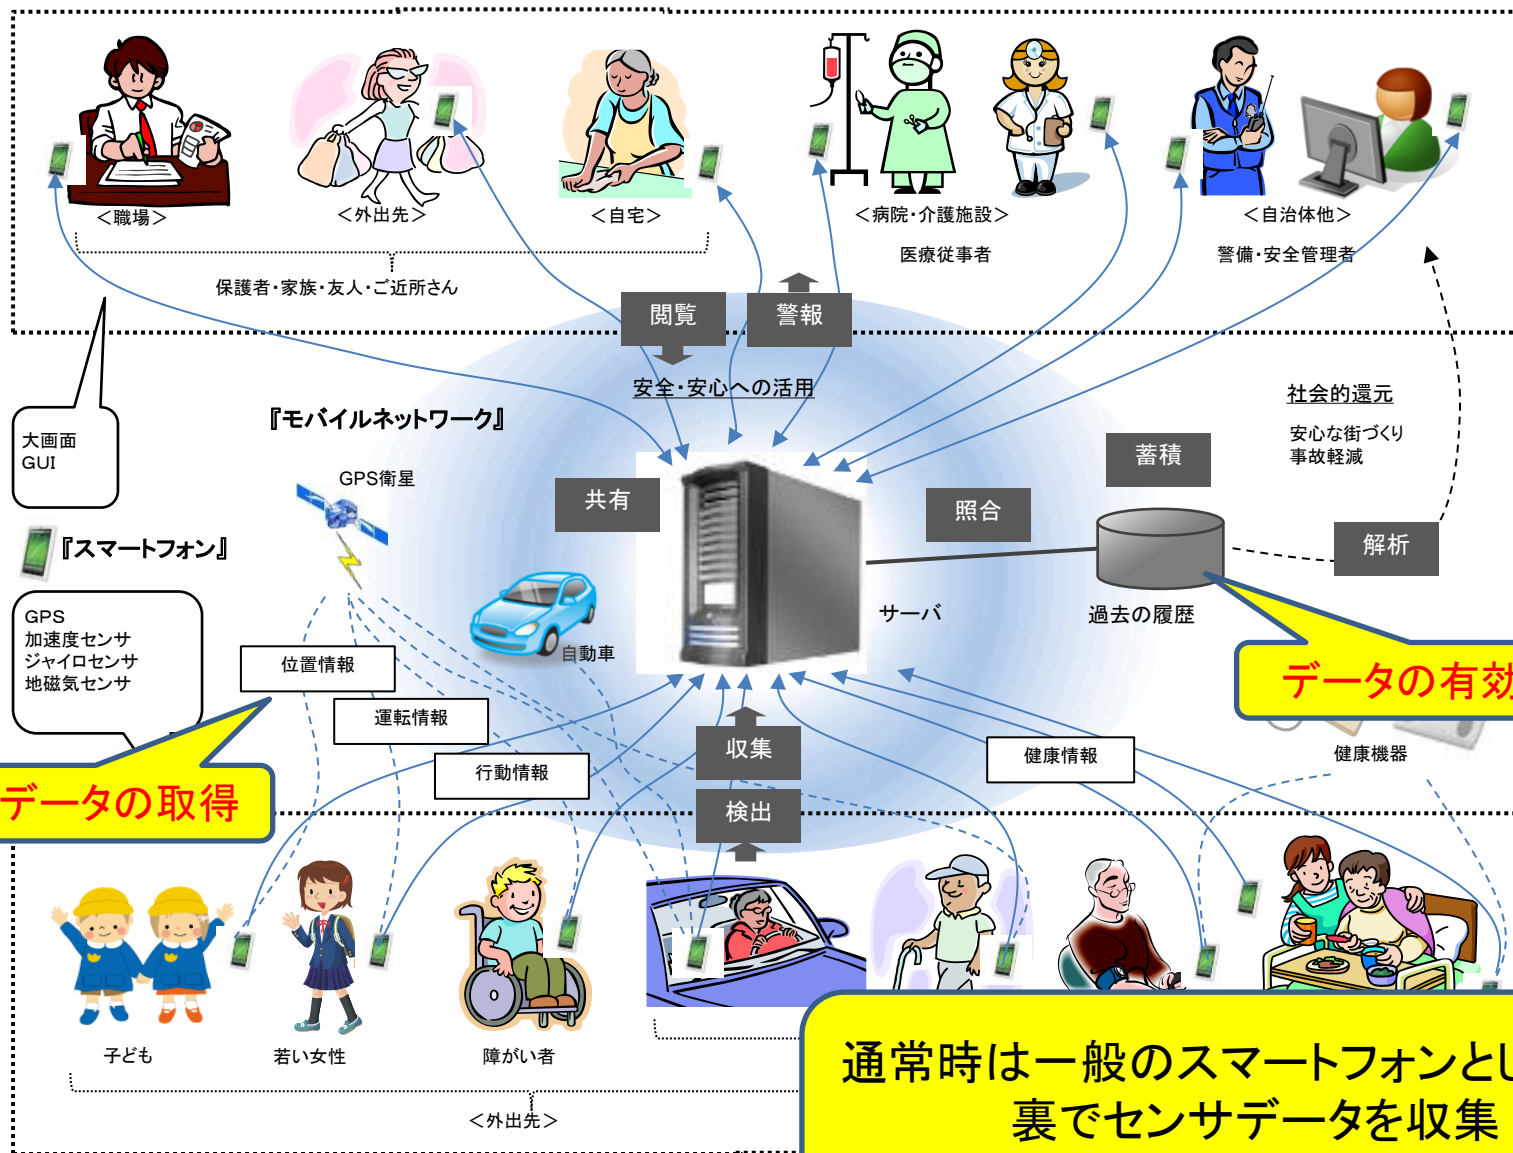 ＜職場＞
＜外出先＞
＜自宅＞
＜病院・介護施設＞
＜自治体他＞
医療従事者
警備・安全管理者
保護者・家族・友人・ご近所さん
閲覧
警報
安全・安心への活用
大画面
GUI
『モバイルネットワーク』
GPS衛星
共有
照合
蓄積
社会的還元
安心な街づくり
事故軽減
解析
『スマートフォン』
GPS
加速度センサ
ジャイロセンサ
地磁気センサ
自動車
サーバ
過去の履歴
位置情報
運転情報
行動情報
データの有効
収集
健康情報
健康機器
データの取得
検出
子ども
若い女性
障がい者
＜外出先＞
通常時は一般のスマートフォンとし
裏でセンサデータを収集